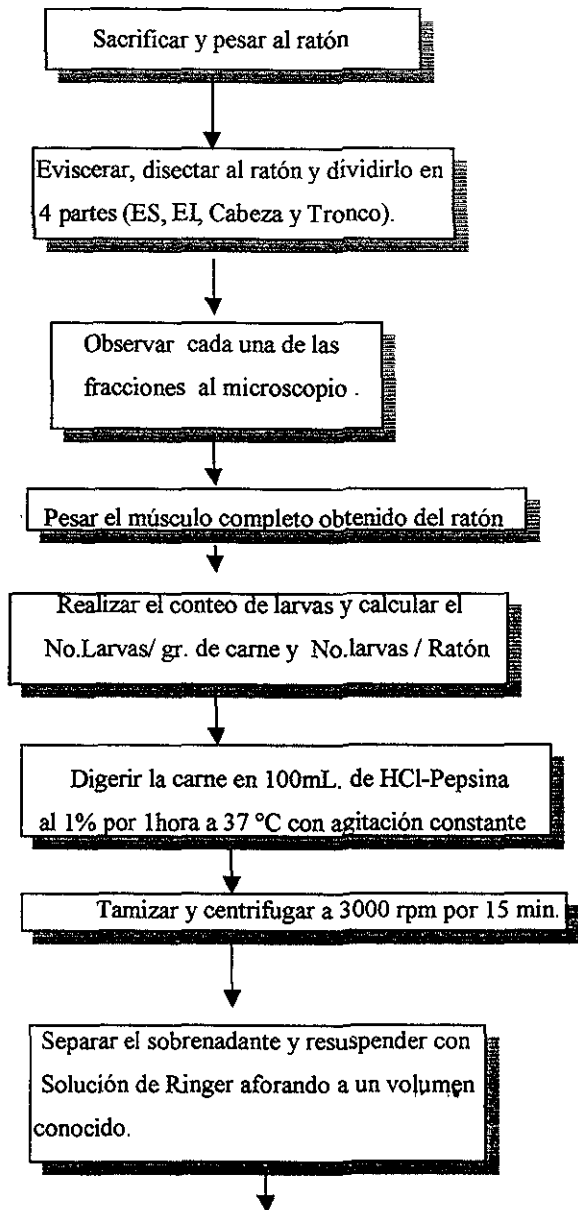 Sacrificar y pesar al ratón
Eviscerar, disectar al ratón y dividirlo en
4 partes (ES, EI, Cabeza y Tronco).
Observar cada una de las
fracciones al microscopio .
Pesar el músculo completo obtenido del ratón
Realizar el conteo de larvas y calcular el
No.Larvas/ gr. de carne y No.larvas / Ratón
Digerir la carne en 100mL. de HCl-Pepsina
al 1% por 1hora a 37 °C con agitación constante
Tamizar y centrifugar a 3000 rpm por 15 min.
Separar el sobrenadante y resuspender con
Solución de Ringer aforando a un volumen
conocido.